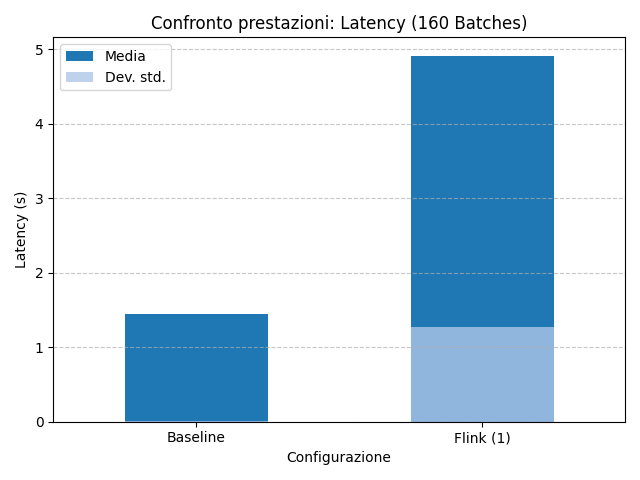 Confronto prestazioni: Latency (160 Batches)
Media
Dev. std.
5
4
3
2
1
0
Latency (s)
Baseline
Flink (1)
Configurazione